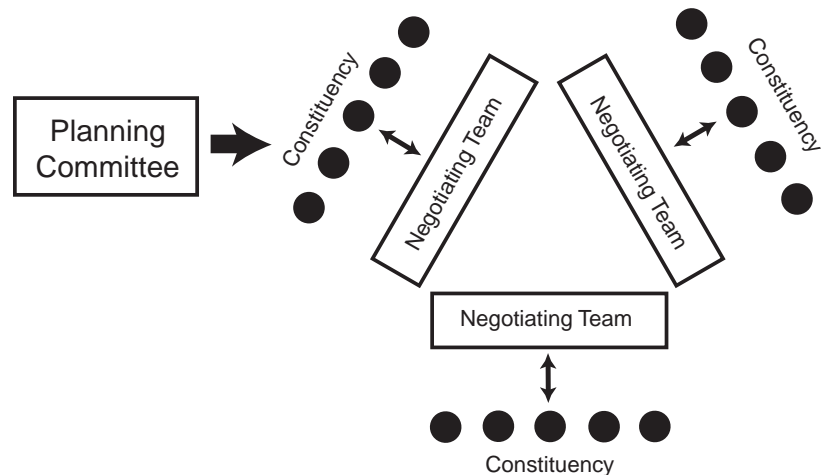 Planning
Committee
Constituency
Negotiating Team
Negotiating Team
Constituency
Negotiating Team
Constituency